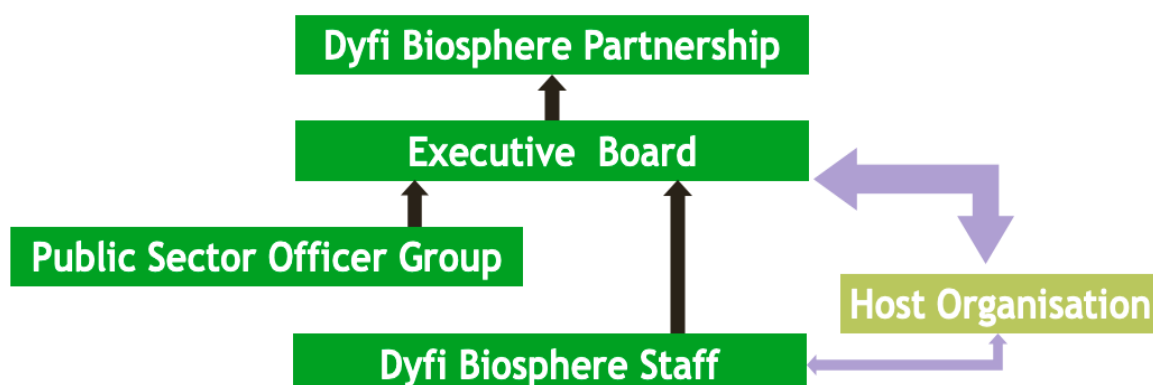 Dyfi Biosphere Partnership
Executive Board
Public Sector Officer Group
Host Organisation
Dyfi Biosphere Staff